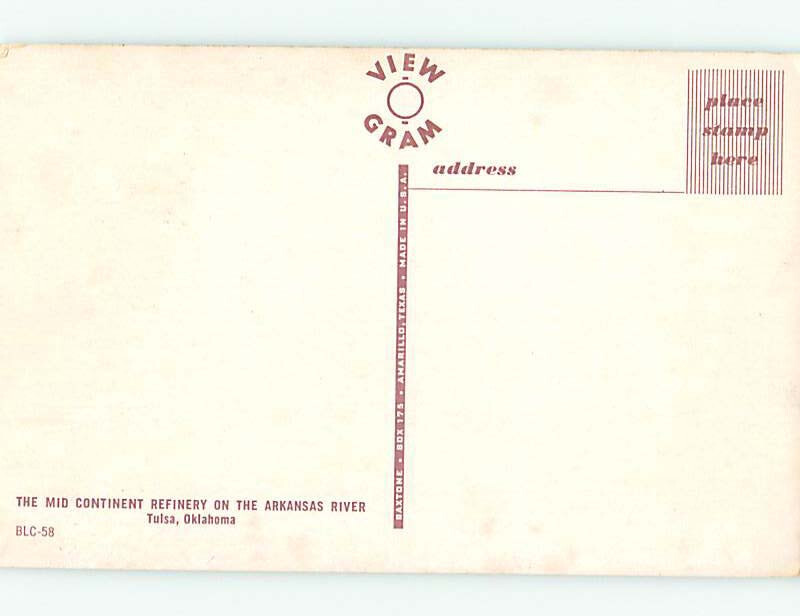 VIEW
GRAM
place
stamp
here
address
BAXTONE • BOX 175 • AMARILLO, TEXAS • MADE IN U.S.A.
THE MID CONTINENT REFINERY ON THE ARKANSAS RIVER
Tulsa, Oklahoma
BLC-58